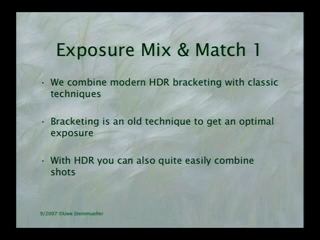 Exposure Mix & Match 1
• We combine modern HDR bracketing with classic
techniques
• Bracketing is an old technique to get an optimal
exposure
• With HDR you can also quite easily combine
shots
9/2007 ©Uwe Steinmueller